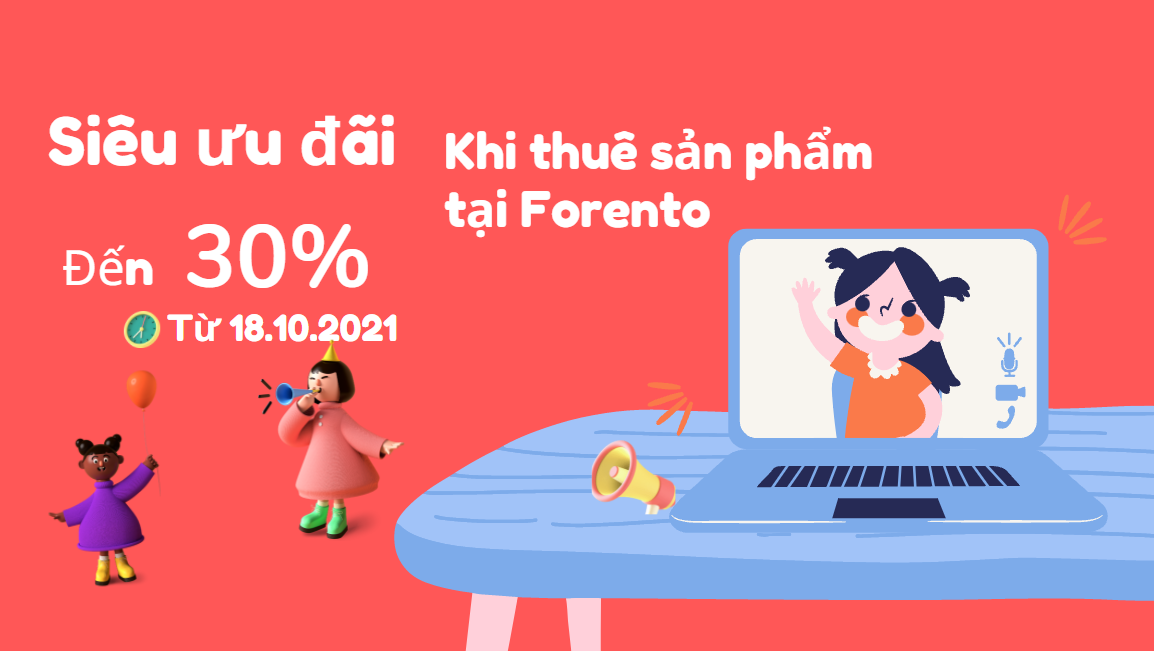 Siêu ưu đãi
Đến 30%
Từ 18.10.2021
Khi thuê sản phẩm
tại Forento